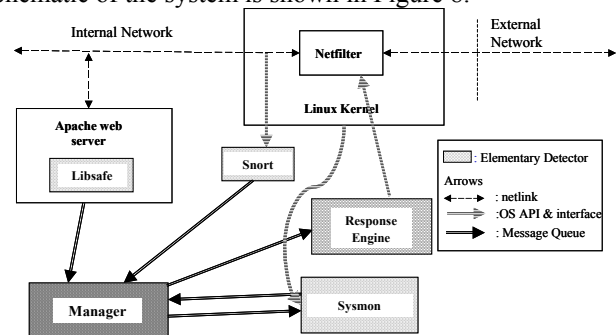 schematic of the system is shown in Figure 8.
Internal Network
External
Network
Netfilter
Linux Kernel
Apache web
server
Libsafe
Snort
Response
Engine
Manager
Sysmon
: Elementary Detector
Arrows
: netlink
:OS API & interface
: Message Queue